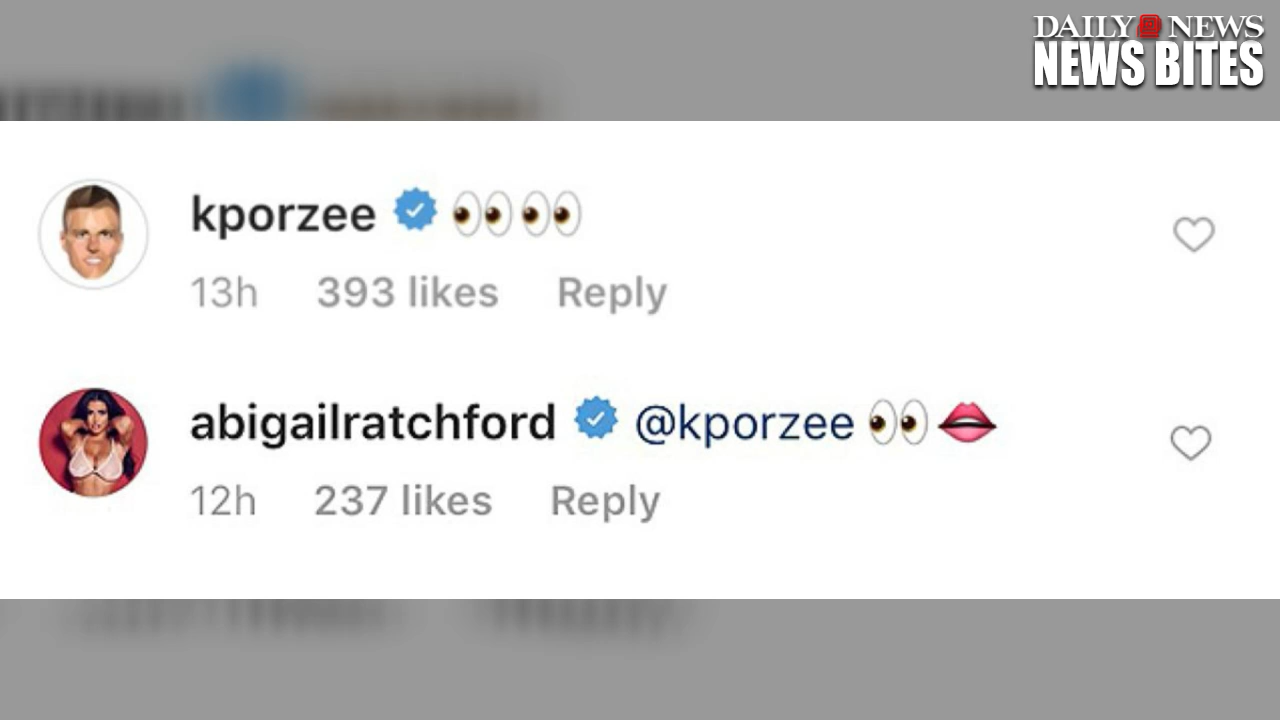 DAILY NEWS
NEWS BITES
kporzee 👀👀
13h 393 likes Reply
abigailratchford @kporzee 👀👄
12h 237 likes Reply